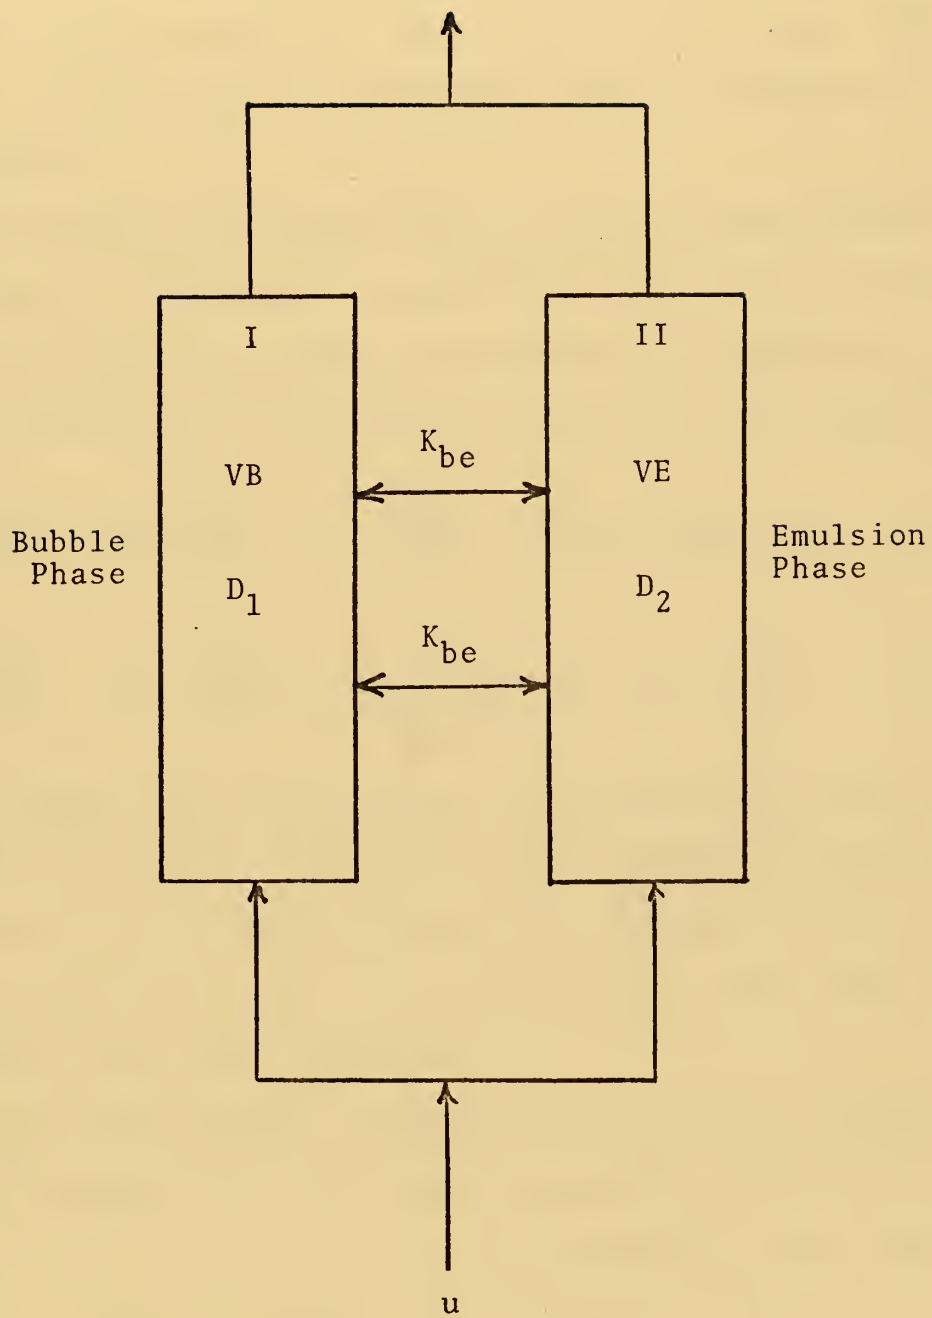 I
II
K_be
VB
VE
Bubble
Phase
Emulsion
Phase
D_1
D_2
K_be
u